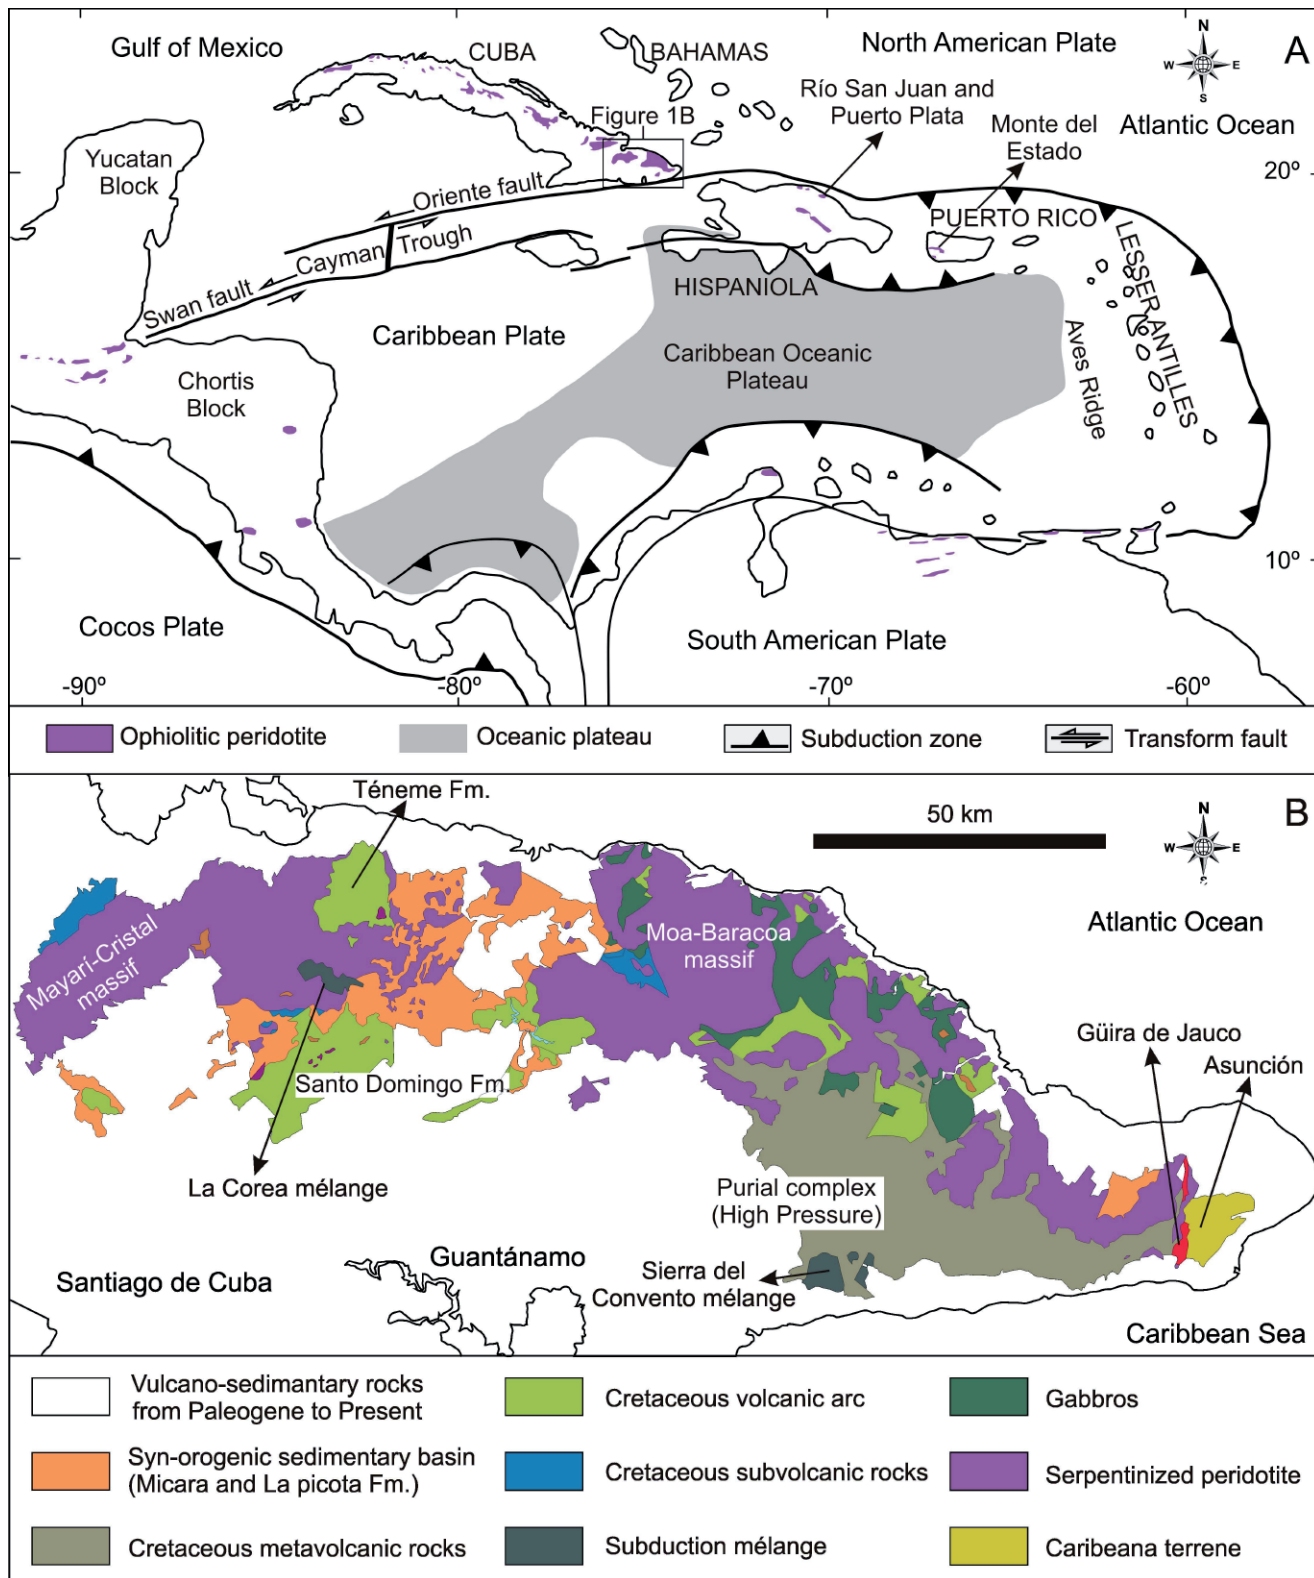 Gulf of Mexico
CUBA
BAHAMAS
North American Plate
A
N
W
E
S
Río San Juan and
Puerto Plata
Figure 1B
Monte del
Estado
Atlantic Ocean
Yucatan
Block
20º
Oriente fault
PUERTO RICO
Cayman
Trough
LESSER ANTILLES
HISPANIOLA
Swan fault
Caribbean Plate
Caribbean Oceanic
Plateau
Aves Ridge
Chortis
Block
10º
Cocos Plate
South American Plate
-90º
-80º
-70º
-60º
Ophiolitic peridotite
Oceanic plateau
Subduction zone
Transform fault
Téneme Fm.
50 km
B
N
W
E
S
Atlantic Ocean
Moa-Baracoa
massif
Mayarí-Cristal
massif
Güira de Jauco
Asunción
Santo Domingo Fm.
La Corea mélange
Purial complex
(High Pressure)
Guantánamo
Santiago de Cuba
Sierra del
Convento mélange
Caribbean Sea
Vulcano-sedimantary rocks
from Paleogene to Present
Cretaceous volcanic arc
Gabbros
Syn-orogenic sedimentary basin
(Micara and La picota Fm.)
Cretaceous subvolcanic rocks
Serpentinized peridotite
Cretaceous metavolcanic rocks
Subduction mélange
Caribeana terrene